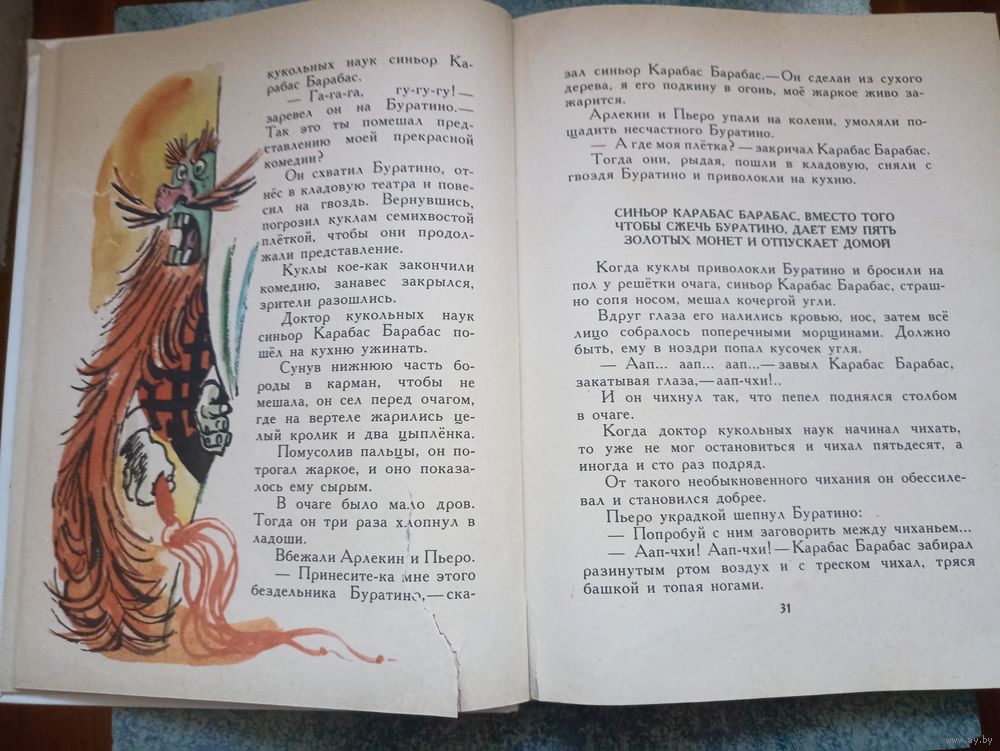 кукольных наук синьор Ка-
рабас Барабас.
— Га-га-га, гу-гу-гу! —
заревел он на Буратино.—
Так это ты помешал пред-
ставлению моей прекрасной
комедии?
Он схватил Буратино, от-
нёс в кладовую театра и пове-
сил на гвоздь. Вернувшись,
погрозил куклам семихвостой
плёткой, чтобы они продол-
жали представление.
Куклы кое-как закончили
комедию, занавес закрылся,
зрители разошлись.
Доктор кукольных наук
синьор Карабас Барабас по-
шёл на кухню ужинать.
Сунув нижнюю часть бо-
роды в карман, чтобы не
мешала, он сел перед очагом,
где на вертеле жарились це-
лый кролик и два цыплёнка.
Помусолив пальцы, он по-
трогал жаркое, и оно показа-
лось ему сырым.
В очаге было мало дров.
Тогда он три раза хлопнул в
ладоши.
Вбежали Арлекин и Пьеро.
— Принесите-ка мне этого
бездельника Буратино,— ска-
зал синьор Карабас Барабас.— Он сделан из сухого
дерева, я его подкину в огонь, моё жаркое живо за-
жарится.
Арлекин и Пьеро упали на колени, умоляли по-
щадить несчастного Буратино.
— А где моя плётка? — закричал Карабас Барабас.
Тогда они, рыдая, пошли в кладовую, сняли с
гвоздя Буратино и приволокли на кухню.
СИНЬОР КАРАБАС БАРАБАС, ВМЕСТО ТОГО
ЧТОБЫ СЖЕЧЬ БУРАТИНО, ДАЕТ ЕМУ ПЯТЬ
ЗОЛОТЫХ МОНЕТ И ОТПУСКАЕТ ДОМОЙ
Когда куклы приволокли Буратино и бросили на
пол у решётки очага, синьор Карабас Барабас, страш-
но сопя носом, мешал кочергой угли.
Вдруг глаза его налились кровью, нос, затем всё
лицо собралось поперечными морщинами. Должно
быть, ему в ноздри попал кусочек угля.
— Аап... аап... аап...— завыл Карабас Барабас,
закатывая глаза,— аап-чхи!..
И он чихнул так, что пепел поднялся столбом
в очаге.
Когда доктор кукольных наук начинал чихать,
то уже не мог остановиться и чихал пятьдесят, а
иногда и сто раз подряд.
От такого необыкновенного чихания он обессиле-
вал и становился добрее.
Пьеро украдкой шепнул Буратино:
— Попробуй с ним заговорить между чиханьем...
— Аап-чхи! Аап-чхи! — Карабас Барабас забирал
разинутым ртом воздух и с треском чихал, тряся
башкой и топая ногами.
31
www.ay.by